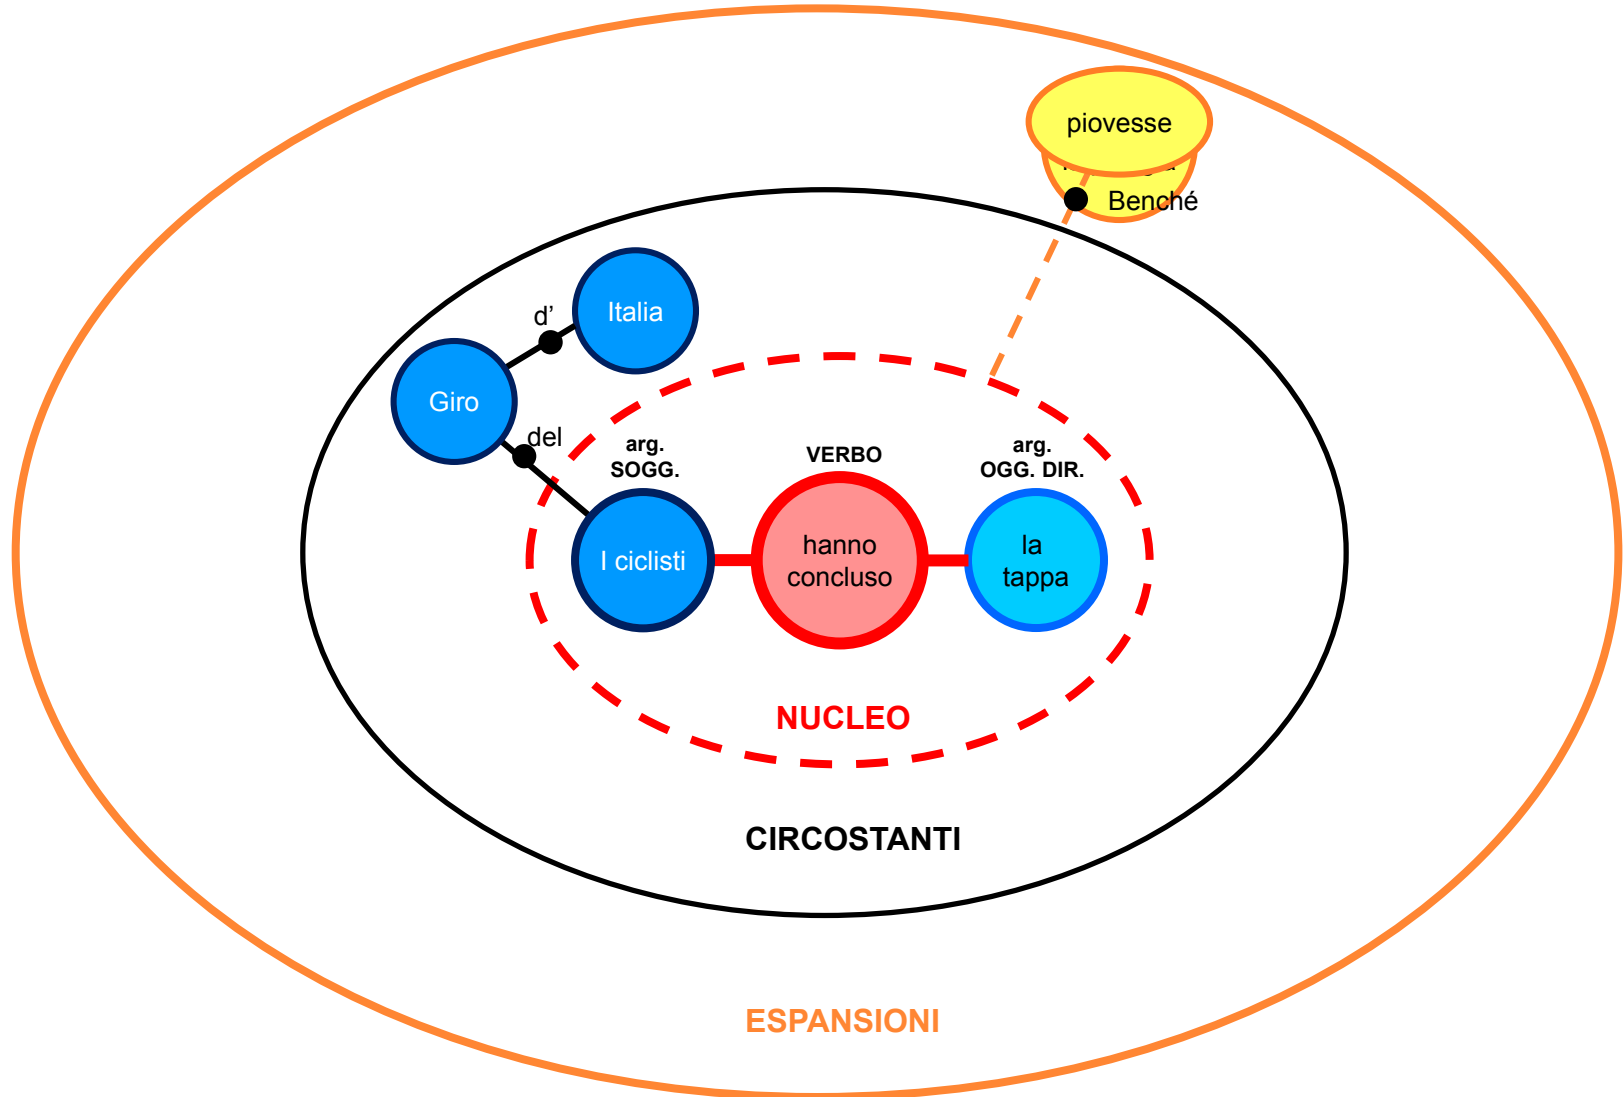 piovesse
Benché
Italia
d’
Giro
del
arg.
SOGG.
VERBO
arg.
OGG. DIR.
I ciclisti
hanno
concluso
la
tappa
NUCLEO
CIRCOSTANTI
ESPANSIONI